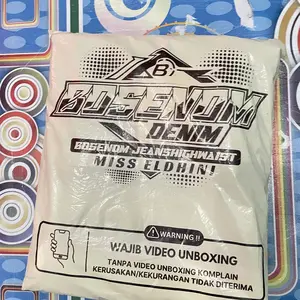 B
BOSENOM
DENIM
BOSENOM JEANSHIGHWAIST
MISS ELDHINI
WARNING !!
WAJIB VIDEO UNBOXING
TANPA VIDEO UNBOXING KOMPLAIN
KERUSAKAN/KEKURANGAN TIDAK DITERIMA